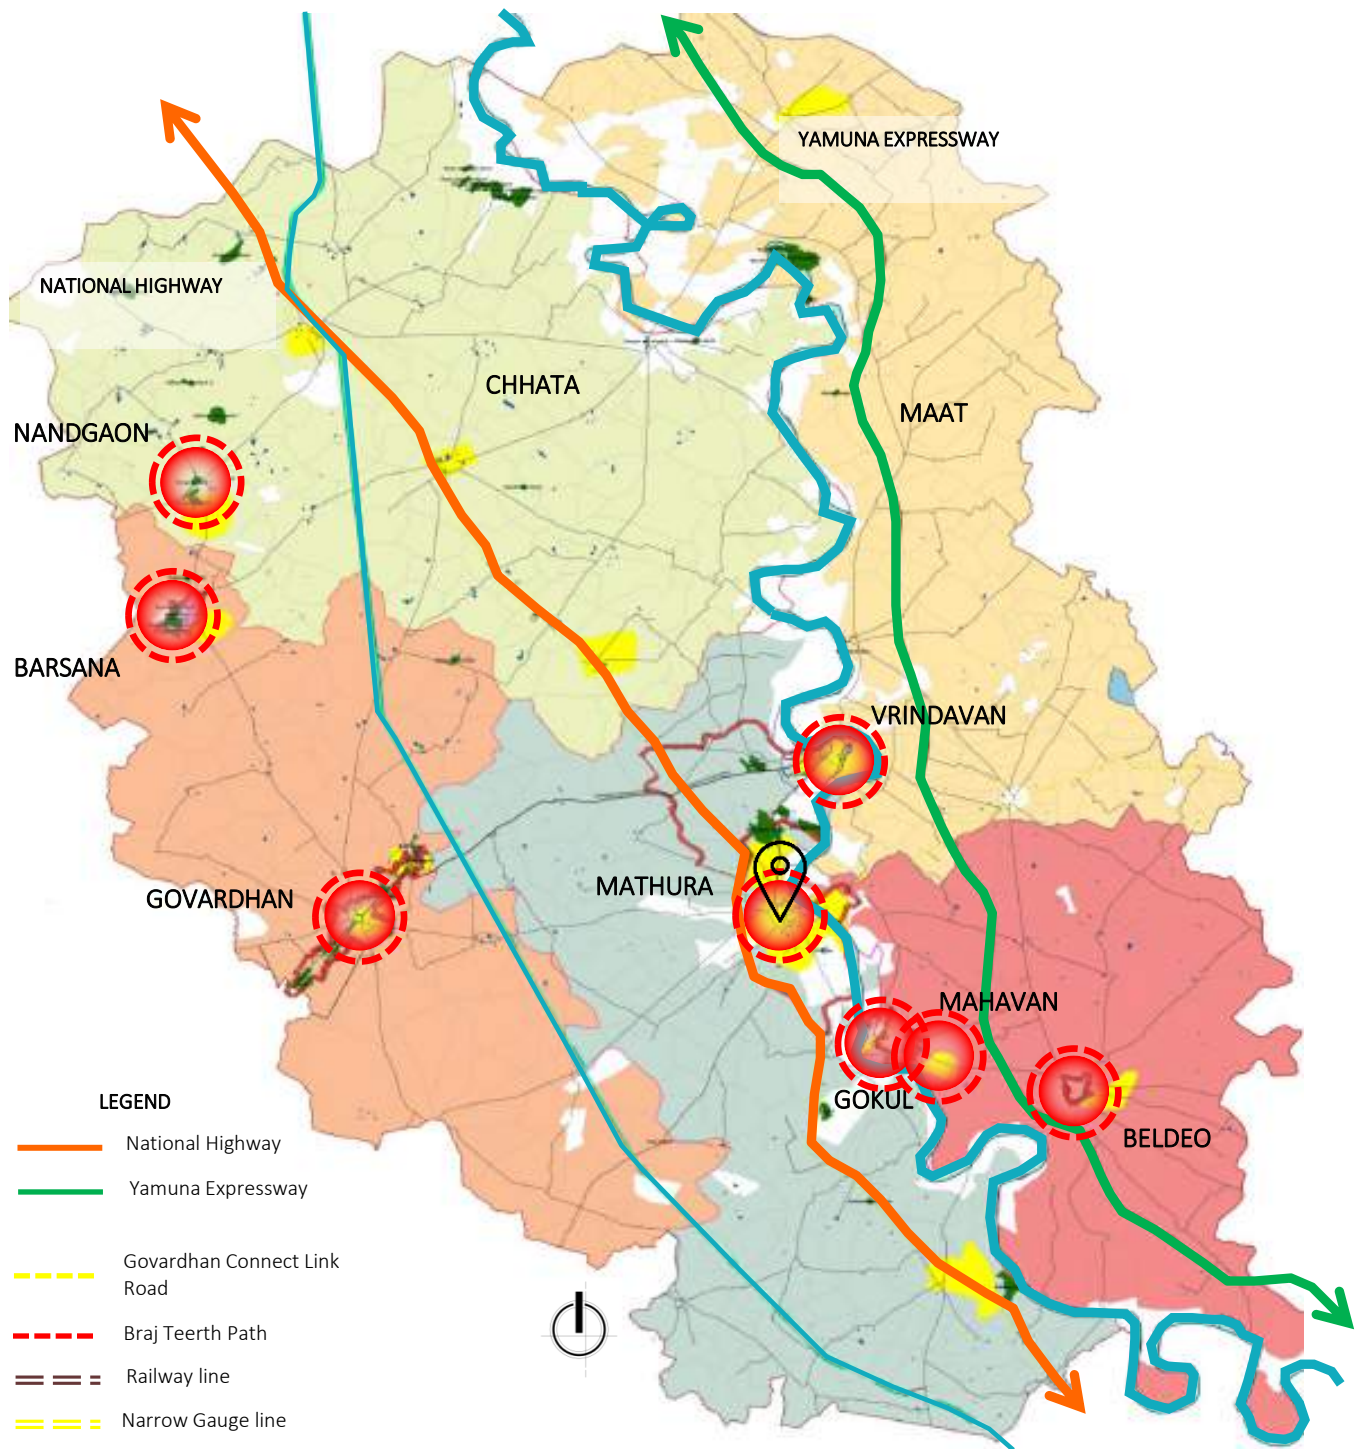 YAMUNA EXPRESSWAY
NATIONAL HIGHWAY
CHHATA
MAAT
NANDGAON
BARSANA
VRINDAVAN
MATHURA
GOVARDHAN
MAHAVAN
GOKUL
BELDEO
LEGEND
National Highway
Yamuna Expressway
Govardhan Connect Link
Road
Braj Teerth Path
Railway line
Narrow Gauge line